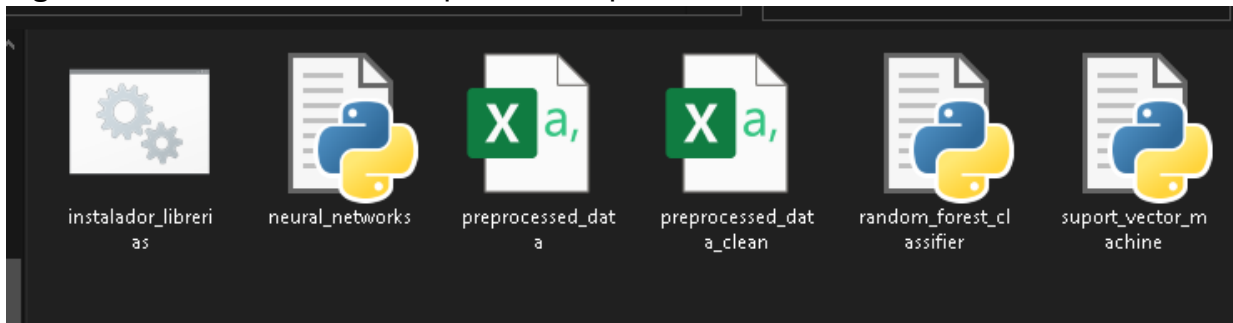 instalador_libreri
as
neural_networks
preprocessed_dat
a
preprocessed_dat
a_clean
random_forest_cl
assifier
suport_vector_m
achine